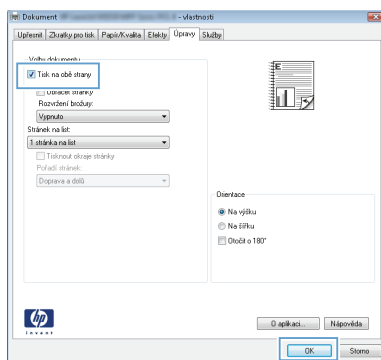 Dokument - vlastnosti
Upřesnit Zkratky pro tisk Papír/Kvalita Efekty Úpravy Služby
Volby dokumentu
Tisk na obě strany
Obracet stránky
Rozvržení brožury:
Vypnuto
Stránek na list:
1 stránka na list
Tisknout okraje stránky
Pořadí stránek:
Doprava a dolů
Orientace
Na výšku
Na šířku
Otočit o 180°
hp
invent
O aplikaci... Nápověda
OK Storno